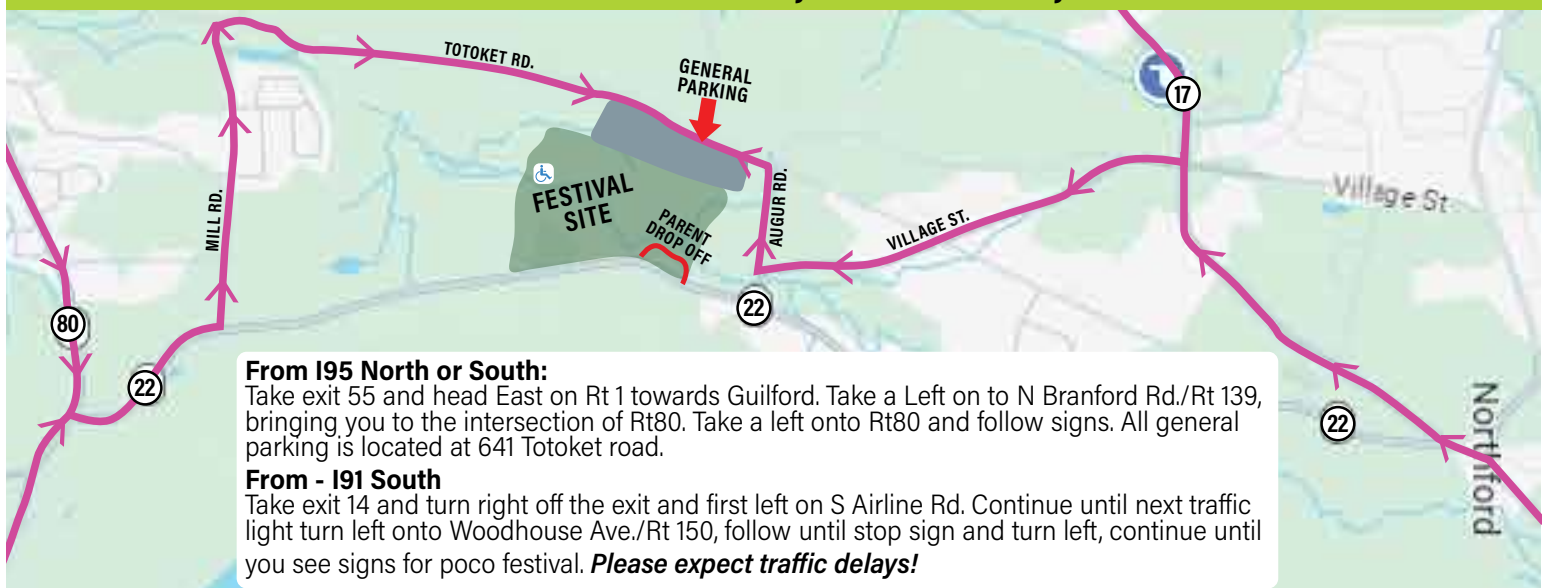 TOTOKET RD.
GENERAL
PARKING
17
MILL RD.
FESTIVAL
SITE
PARENT
DROP OFF
AUGUR RD.
VILLAGE ST.
Village St
80
22
22
22
Northford
From I95 North or South:
Take exit 55 and head East on Rt 1 towards Guilford. Take a Left on to N Branford Rd./Rt 139,
bringing you to the intersection of Rt80. Take a left onto Rt80 and follow signs. All general
parking is located at 641 Totoket road.
From - I91 South
Take exit 14 and turn right off the exit and first left on S Airline Rd. Continue until next traffic
light turn left onto Woodhouse Ave./Rt 150, follow until stop sign and turn left, continue until
you see signs for poco festival. Please expect traffic delays!